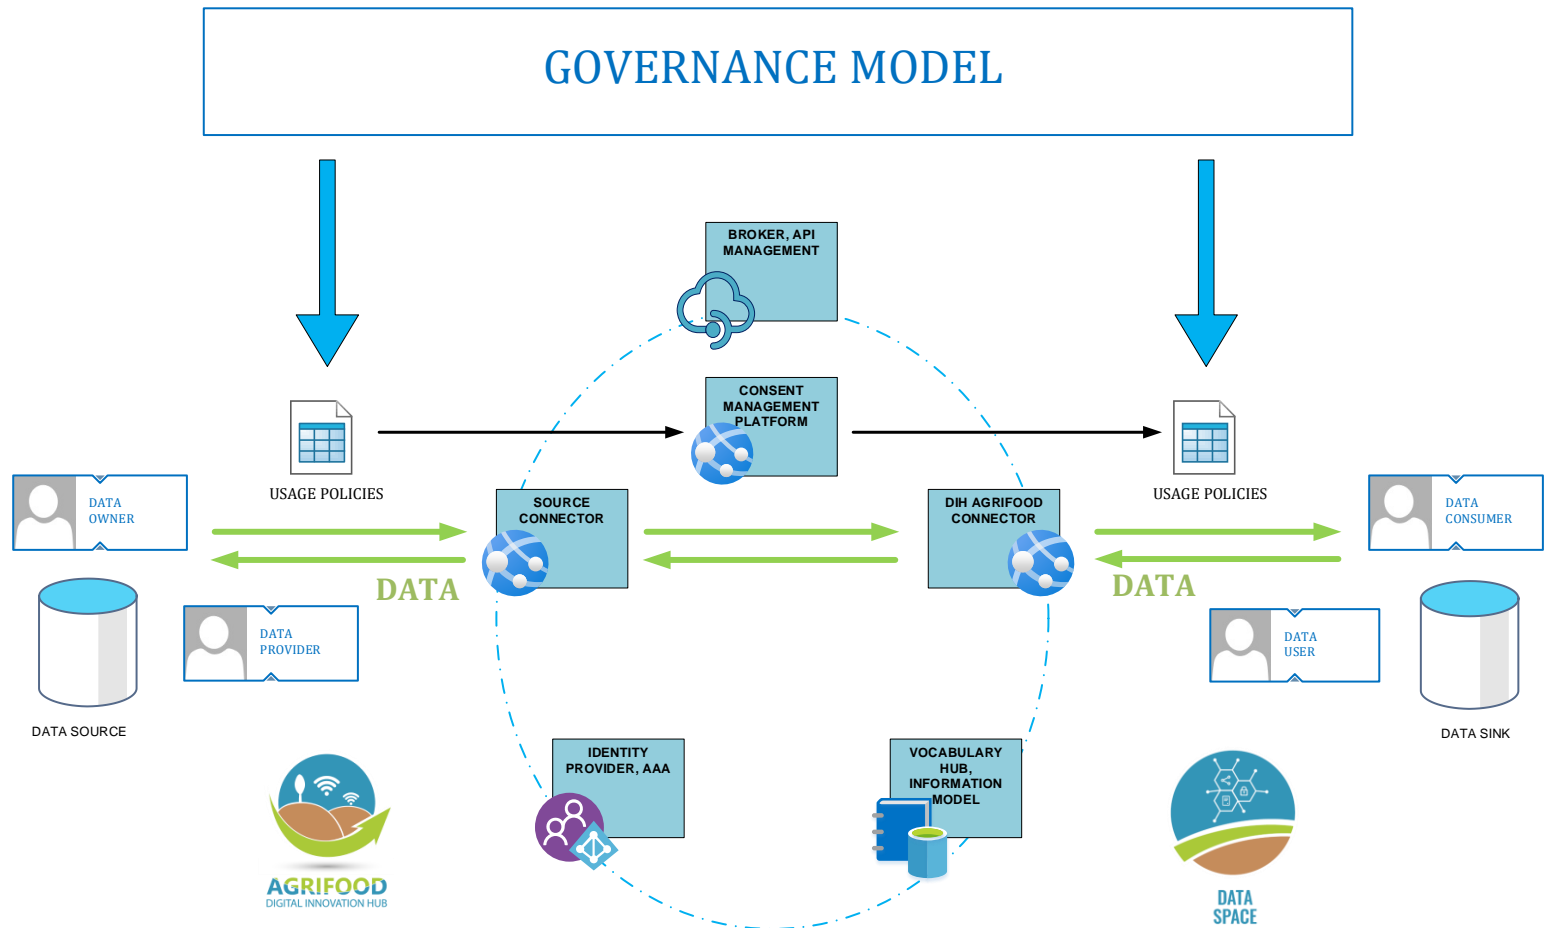 GOVERNANCE MODEL
BROKER, API
MANAGEMENT
CONSENT
MANAGEMENT
PLATFORM
USAGE POLICIES
USAGE POLICIES
DATA
OWNER
SOURCE
CONNECTOR
DIH AGRIFOOD
CONNECTOR
DATA
CONSUMER
DATA
DATA
DATA
PROVIDER
DATA
USER
DATA SOURCE
DATA SINK
IDENTITY
PROVIDER, AAA
VOCABULARY
HUB,
INFORMATION
MODEL
AGRIFOOD
DIGITAL INNOVATION HUB
DATA
SPACE